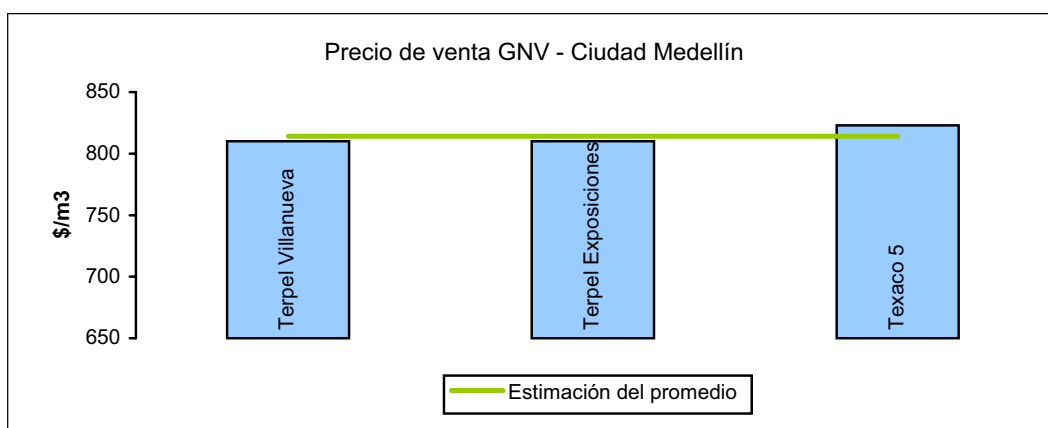 Precio de venta GNV - Ciudad Medellín
850
800
750
700
650
$/m3
Terpel Villanueva
Terpel Exposiciones
Texaco 5
Estimación del promedio